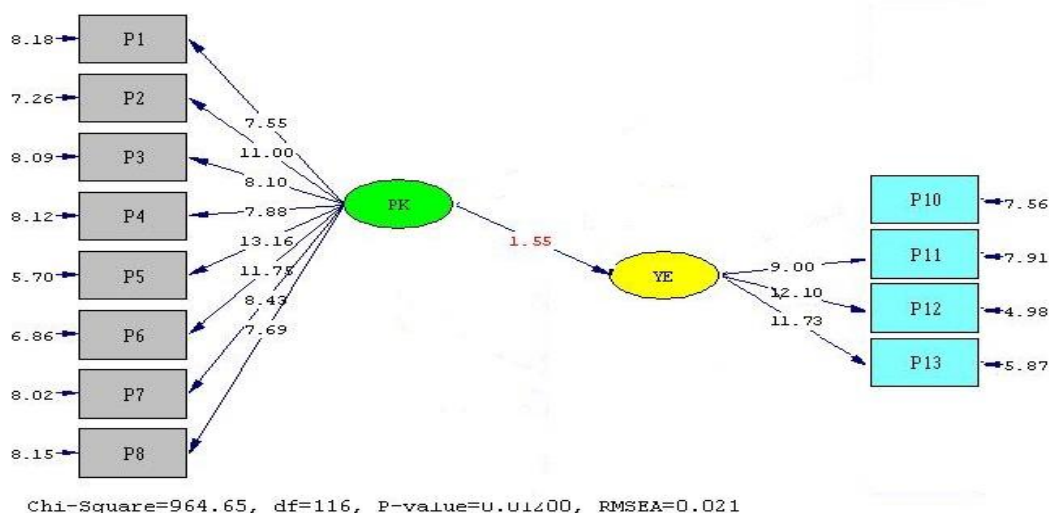 8.18 P1
7.26 P2
8.09 P3
8.12 P4
5.70 P5
6.86 P6
8.02 P7
8.15 P8
7.55
11.00
8.10
7.88
13.16
11.75
8.43
7.69
PK
1.55
YE
9.00
12.10
11.73
P10 7.56
P11 7.91
P12 4.98
P13 5.87
Chi-Square=964.65, df=116, P-value=0.01200, RMSEA=0.021